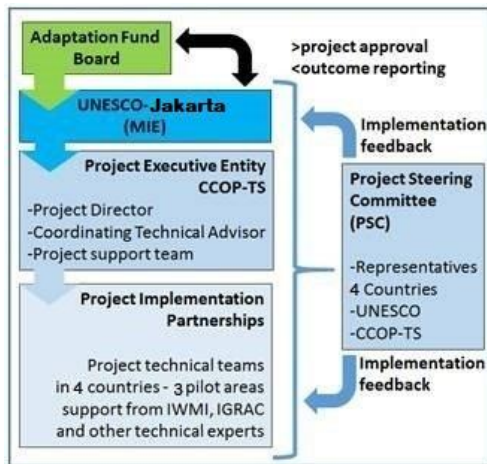 Adaptation Fund
Board
>project approval
<outcome reporting
UNESCO-Jakarta
(MIE)
Project Executive Entity
CCOP-TS
-Project Director
-Coordinating Technical Advisor
-Project support team
Project Implementation
Partnerships
Project technical teams
in 4 countries - 3 pilot areas
support from IWMI, IGRAC
and other technical experts
Implementation
feedback
Project Steering
Committee
(PSC)
-Representatives
4 Countries
-UNESCO
-CCOP-TS
Implementation
feedback